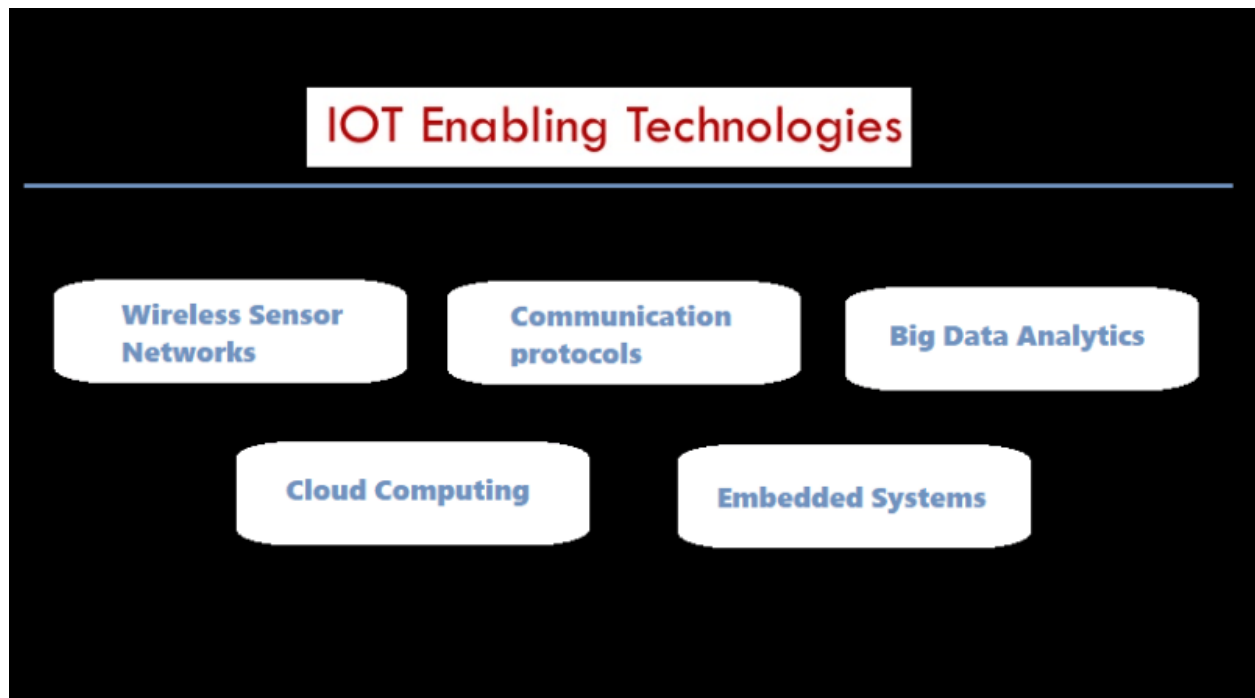 IOT Enabling Technologies
Wireless Sensor
Networks
Communication
protocols
Big Data Analytics
Cloud Computing
Embedded Systems